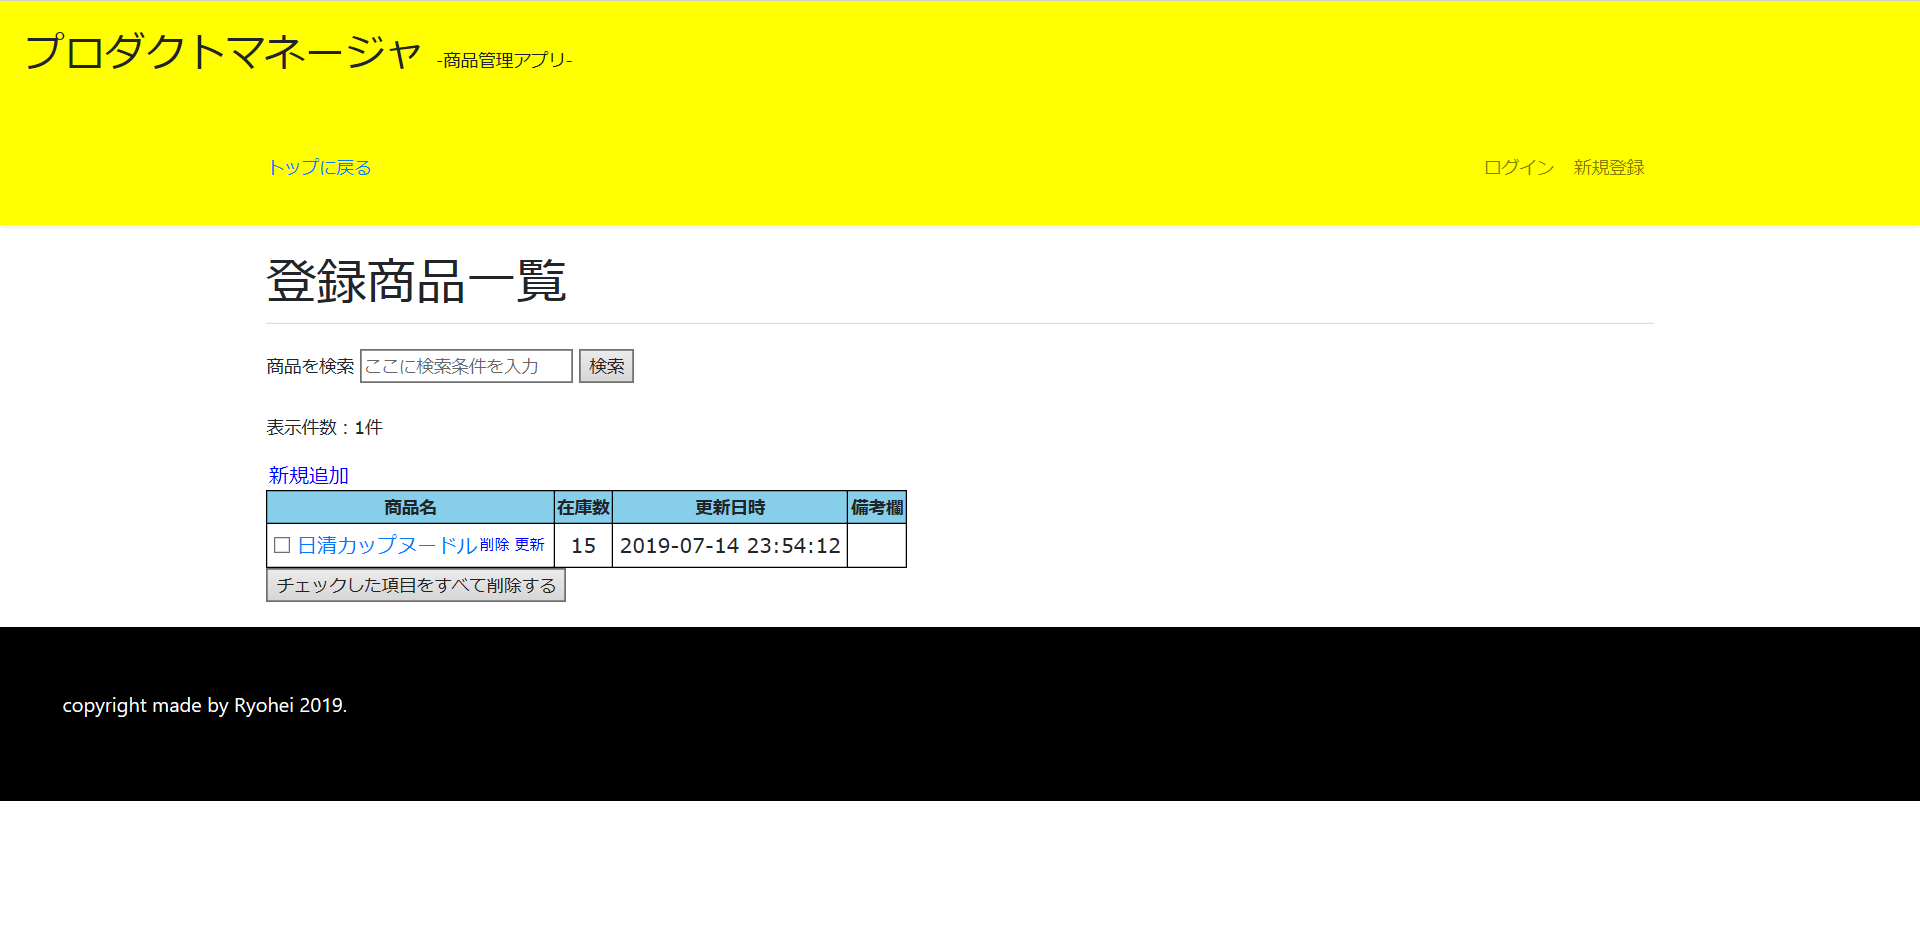 プロダクトマネージャ -商品管理アプリ-
トップに戻る ログイン 新規登録
登録商品一覧
商品を検索 ここに検索条件を入力 検索
表示件数：1件
新規追加
商品名 在庫数 更新日時 備考欄
日清カップヌードル削除 更新 15 2019-07-14 23:54:12
チェックした項目をすべて削除する
copyright made by Ryohei 2019.